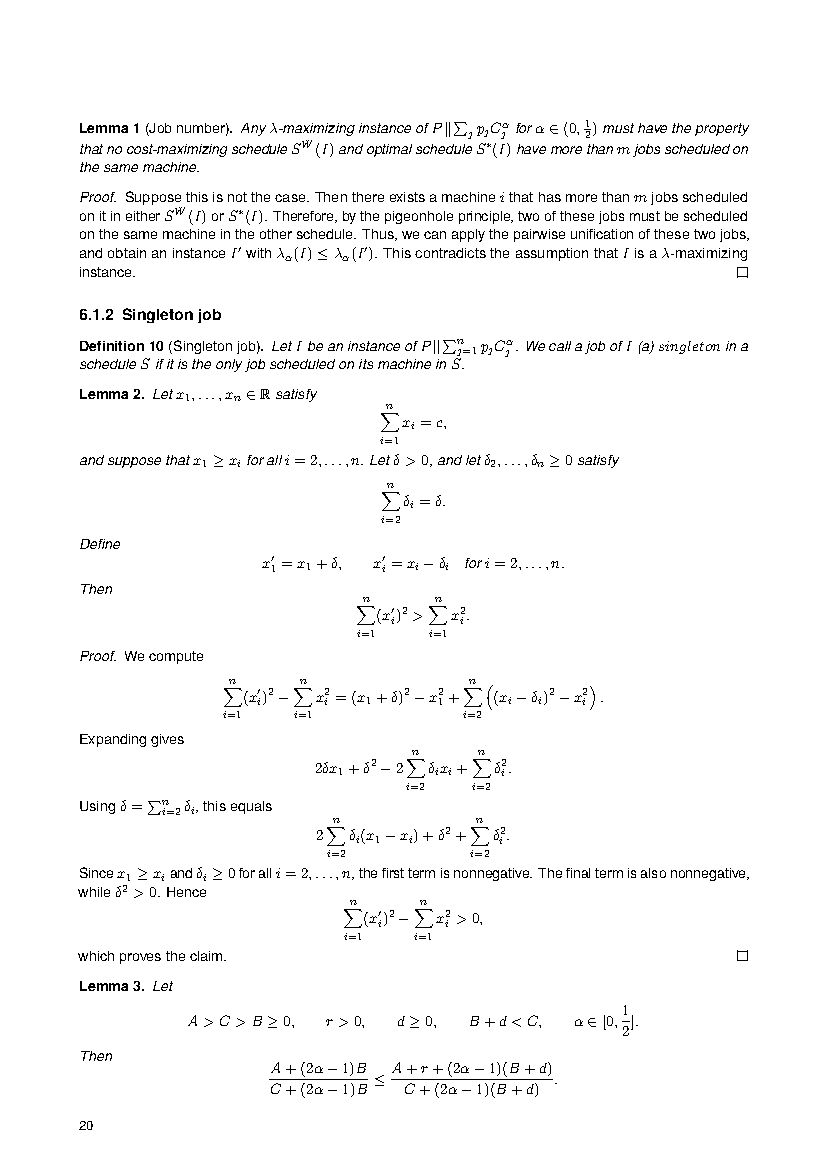 Lemma 1 (Job number). Any λ-maximizing instance of P||∑_j p_j C_j^α for α ∈ (0, 1/2) must have the property
that no cost-maximizing schedule S^W(I) and optimal schedule S*(I) have more than m jobs scheduled on
the same machine.
Proof. Suppose this is not the case. Then there exists a machine i that has more than m jobs scheduled
on it in either S^W(I) or S*(I). Therefore, by the pigeonhole principle, two of these jobs must be scheduled
on the same machine in the other schedule. Thus, we can apply the pairwise unification of these two jobs,
and obtain an instance I′ with λ_α(I) ≤ λ_α(I′). This contradicts the assumption that I is a λ-maximizing
instance. □
6.1.2 Singleton job
Definition 10 (Singleton job). Let I be an instance of P||∑_{j=1}^n p_j C_j^α. We call a job of I (a) singleton in a
schedule S if it is the only job scheduled on its machine in S.
Lemma 2. Let x_1, . . . , x_n ∈ ℝ satisfy
∑_{i=1}^n x_i = c,
and suppose that x_1 ≥ x_i for all i = 2, . . . , n. Let δ > 0, and let δ_2, . . . , δ_n ≥ 0 satisfy
∑_{i=2}^n δ_i = δ.
Define
x′_1 = x_1 + δ, x′_i = x_i − δ_i for i = 2, . . . , n.
Then
∑_{i=1}^n (x′_i)^2 > ∑_{i=1}^n x_i^2.
Proof. We compute
∑_{i=1}^n (x′_i)^2 − ∑_{i=1}^n x_i^2 = (x_1 + δ)^2 − x_1^2 + ∑_{i=2}^n ((x_i − δ_i)^2 − x_i^2).
Expanding gives
2δx_1 + δ^2 − 2 ∑_{i=2}^n δ_i x_i + ∑_{i=2}^n δ_i^2.
Using δ = ∑_{i=2}^n δ_i, this equals
2 ∑_{i=2}^n δ_i(x_1 − x_i) + δ^2 + ∑_{i=2}^n δ_i^2.
Since x_1 ≥ x_i and δ_i ≥ 0 for all i = 2, . . . , n, the first term is nonnegative. The final term is also nonnegative,
while δ^2 > 0. Hence
∑_{i=1}^n (x′_i)^2 − ∑_{i=1}^n x_i^2 > 0,
which proves the claim. □
Lemma 3. Let
A > C > B ≥ 0, r > 0, d ≥ 0, B + d < C, α ∈ [0, 1/2].
Then
(A + (2α − 1)B)/(C + (2α − 1)B) ≤ (A + r + (2α − 1)(B + d))/(C + (2α − 1)(B + d)).
20